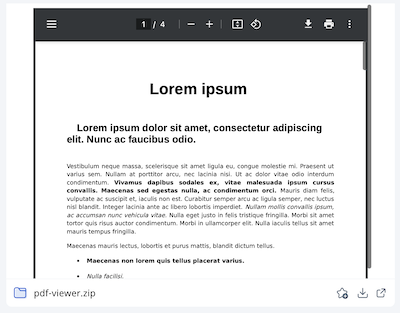 1 / 4
Lorem ipsum
Lorem ipsum dolor sit amet, consectetur adipiscing
elit. Nunc ac faucibus odio.
Vestibulum neque massa, scelerisque sit amet ligula eu, congue molestie mi. Praesent ut
varius sem. Nullam at porttitor arcu, nec lacinia nisi. Ut ac dolor vitae odio interdum
condimentum. Vivamus dapibus sodales ex, vitae malesuada ipsum cursus
convallis. Maecenas sed egestas nulla, ac condimentum orci. Mauris diam felis,
vulputate ac suscipit et, iaculis non est. Curabitur semper arcu ac ligula semper, nec luctus
nisl blandit. Integer lacinia ante ac libero lobortis imperdiet. Nullam mollis convallis ipsum,
ac accumsan nunc vehicula vitae. Nulla eget justo in felis tristique fringilla. Morbi sit amet
tortor quis risus auctor condimentum. Morbi in ullamcorper elit. Nulla iaculis tellus sit amet
mauris tempus fringilla.
Maecenas mauris lectus, lobortis et purus mattis, blandit dictum tellus.
• Maecenas non lorem quis tellus placerat varius.
• Nulla facilisi.
pdf-viewer.zip